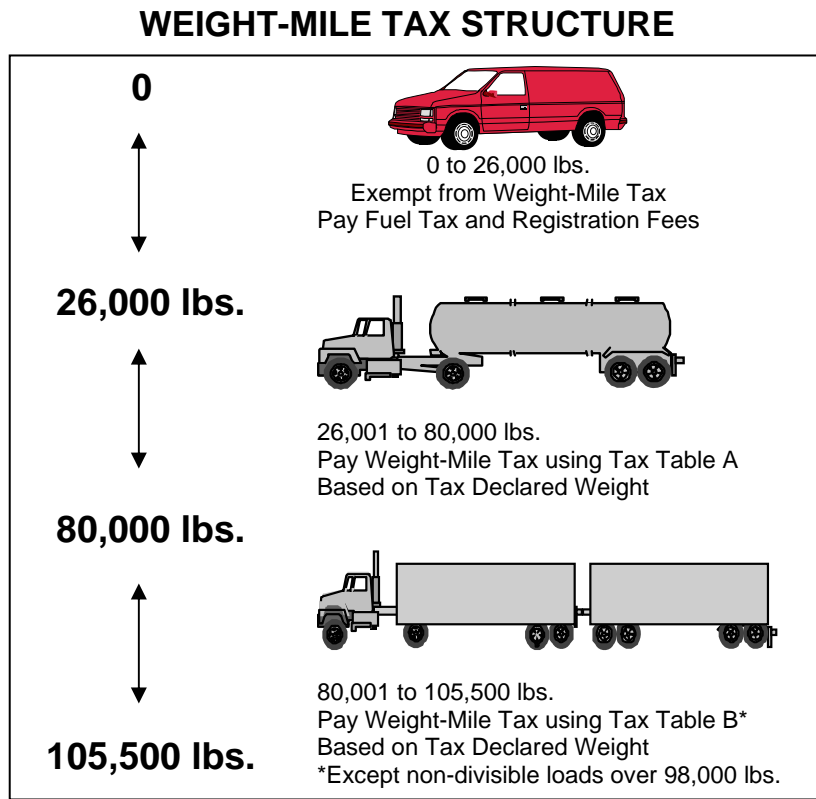 WEIGHT-MILE TAX STRUCTURE
0
0 to 26,000 lbs.
Exempt from Weight-Mile Tax
Pay Fuel Tax and Registration Fees
26,000 lbs.
26,001 to 80,000 lbs.
Pay Weight-Mile Tax using Tax Table A
Based on Tax Declared Weight
80,000 lbs.
80,001 to 105,500 lbs.
Pay Weight-Mile Tax using Tax Table B*
Based on Tax Declared Weight
*Except non-divisible loads over 98,000 lbs.
105,500 lbs.